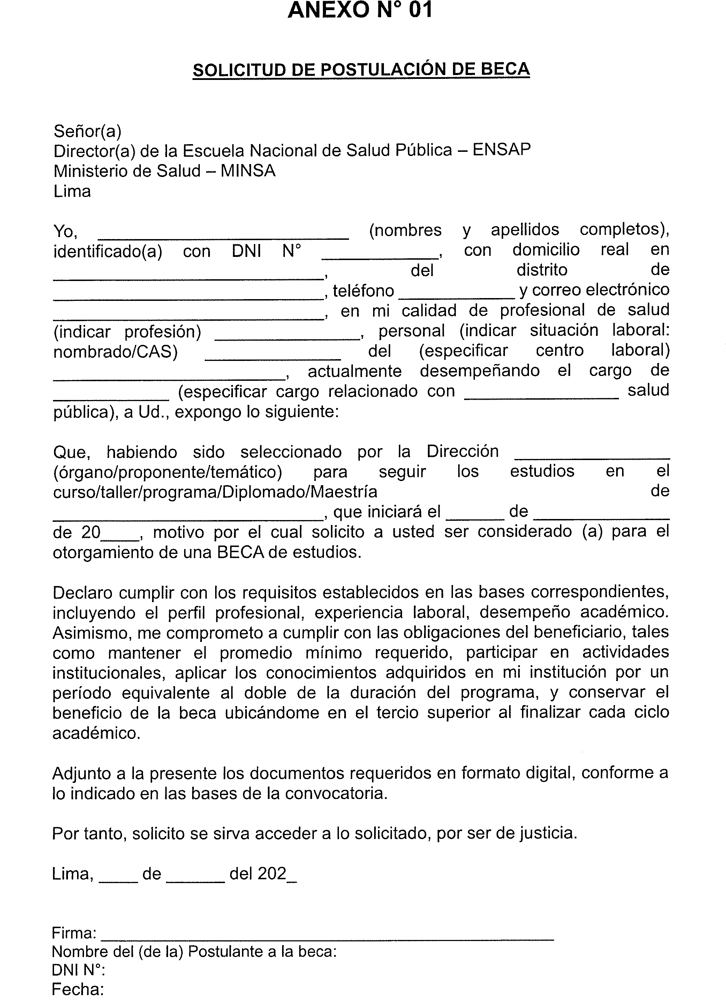 ANEXO N° 01
SOLICITUD DE POSTULACIÓN DE BECA
Señor(a)
Director(a) de la Escuela Nacional de Salud Pública – ENSAP
Ministerio de Salud – MINSA
Lima
Yo, __________________________ (nombres y apellidos completos),
identificado(a) con DNI N° ____________, con domicilio real en
____________________________, del distrito de
____________________________, teléfono ____________ y correo electrónico
____________________________, en mi calidad de profesional de salud
(indicar profesión) _______________, personal (indicar situación laboral:
nombrado/CAS) ______________ del (especificar centro laboral)
________________________, actualmente desempeñando el cargo de
____________ (especificar cargo relacionado con ________________ salud
pública), a Ud., expongo lo siguiente:
Que, habiendo sido seleccionado por la Dirección ________________
(órgano/proponente/temático) para seguir los estudios en el
curso/taller/programa/Diplomado/Maestría de
____________________________, que iniciará el ______ de ______________
de 20____, motivo por el cual solicito a usted ser considerado (a) para el
otorgamiento de una BECA de estudios.
Declaro cumplir con los requisitos establecidos en las bases correspondientes,
incluyendo el perfil profesional, experiencia laboral, desempeño académico.
Asimismo, me comprometo a cumplir con las obligaciones del beneficiario, tales
como mantener el promedio mínimo requerido, participar en actividades
institucionales, aplicar los conocimientos adquiridos en mi institución por un
período equivalente al doble de la duración del programa, y conservar el
beneficio de la beca ubicándome en el tercio superior al finalizar cada ciclo
académico.
Adjunto a la presente los documentos requeridos en formato digital, conforme a
lo indicado en las bases de la convocatoria.
Por tanto, solicito se sirva acceder a lo solicitado, por ser de justicia.
Lima, ____ de ______ del 202_
Firma: _______________________________________________
Nombre del (de la) Postulante a la beca:
DNI N°:
Fecha: